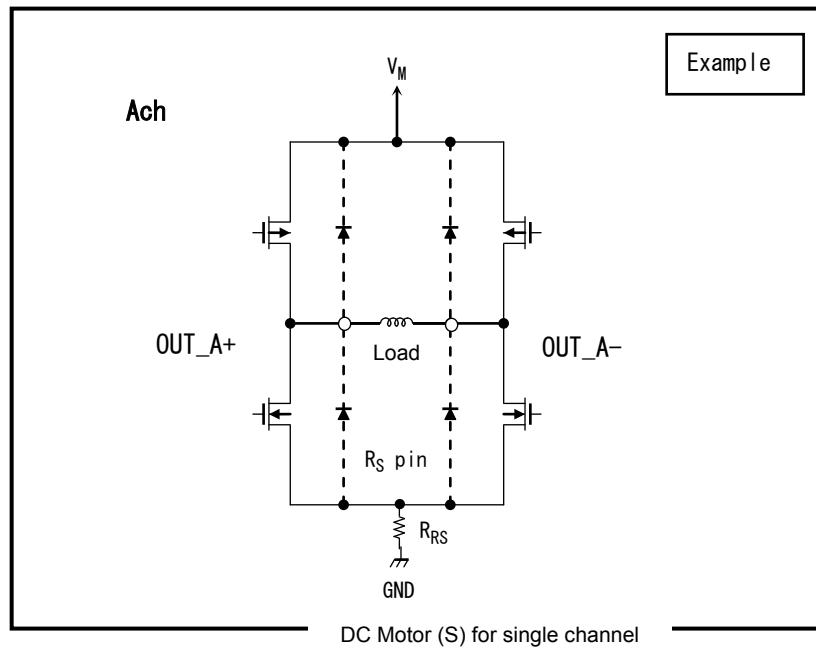 Example
V_M
Ach
OUT_A+
Load
OUT_A-
R_S pin
R_RS
GND
DC Motor (S) for single channel